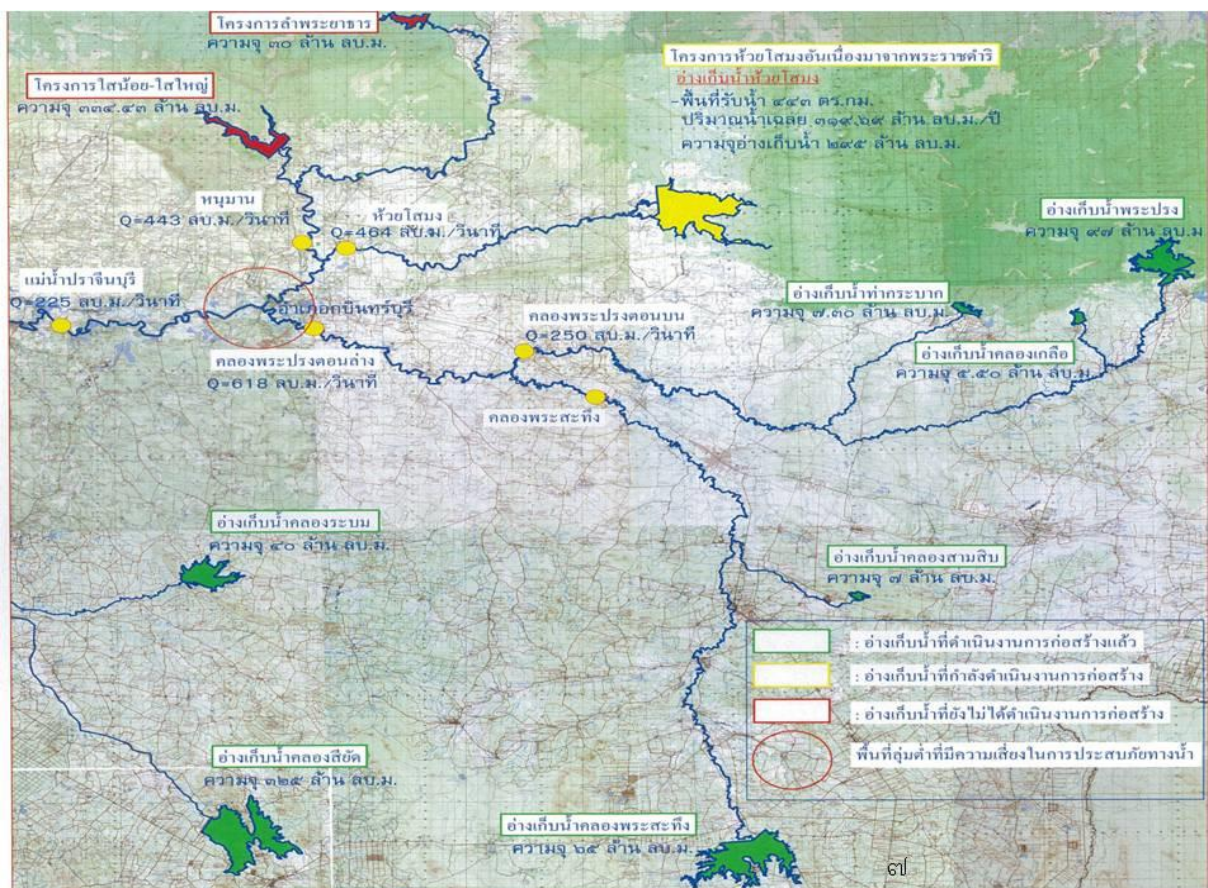 โครงการลำพระยาธาร
ความจุ ๓๐ ล้าน ลบ.ม.
โครงการใสน้อย-ใสใหญ่
ความจุ ๓๓๔.๕๓ ล้าน ลบ.ม.
โครงการห้วยโสมงอันเนื่องมาจากพระราชดำริ
อ่างเก็บน้ำห้วยโสมง
-พื้นที่รับน้ำ ๔๔๓ ตร.กม.
ปริมาณน้ำเฉลย ๓๑๙.๖๙ ล้าน ลบ.ม./ปี
ความจุอ่างเก็บน้ำ ๒๙๕ ล้าน ลบ.ม.
หนุมาน
Q=443 ลบ.ม./วินาที
ห้วยโสมง
Q=464 ลบ.ม./วินาที
อ่างเก็บน้ำพระปรง
ความจุ ๙๗ ล้าน ลบ.ม
แม่น้ำปราจีนบุรี
Q=225 ลบ.ม./วินาที
อำเภอกบินทร์บุรี
คลองพระปรงตอนล่าง
Q=618 ลบ.ม./วินาที
คลองพระปรงตอนบน
Q=250 ลบ.ม./วินาที
อ่างเก็บน้ำท่ากระบาก
ความจุ ๗.๓๐ ล้าน ลบ.ม.
อ่างเก็บน้ำคลองเกลือ
ความจุ ๕.๕๐ ล้าน ลบ.ม.
คลองพระสะทึง
อ่างเก็บน้ำคลองระบม
ความจุ ๔๐ ล้าน ลบ.ม.
อ่างเก็บน้ำคลองสามสิบ
ความจุ ๗ ล้าน ลบ.ม.
: อ่างเก็บน้ำที่ดำเนินงานการก่อสร้างแล้ว
: อ่างเก็บน้ำที่กำลังดำเนินงานการก่อสร้าง
: อ่างเก็บน้ำที่ยังไม่ได้ดำเนินงานการก่อสร้าง
พื้นที่ลุ่มต่ำที่มีความเสี่ยงในการประสบภัยทางน้ำ
อ่างเก็บน้ำคลองสียัด
ความจุ ๓๒๕ ล้าน ลบ.ม.
อ่างเก็บน้ำคลองพระสะทึง
ความจุ ๖๕ ล้าน ลบ.ม.
๗